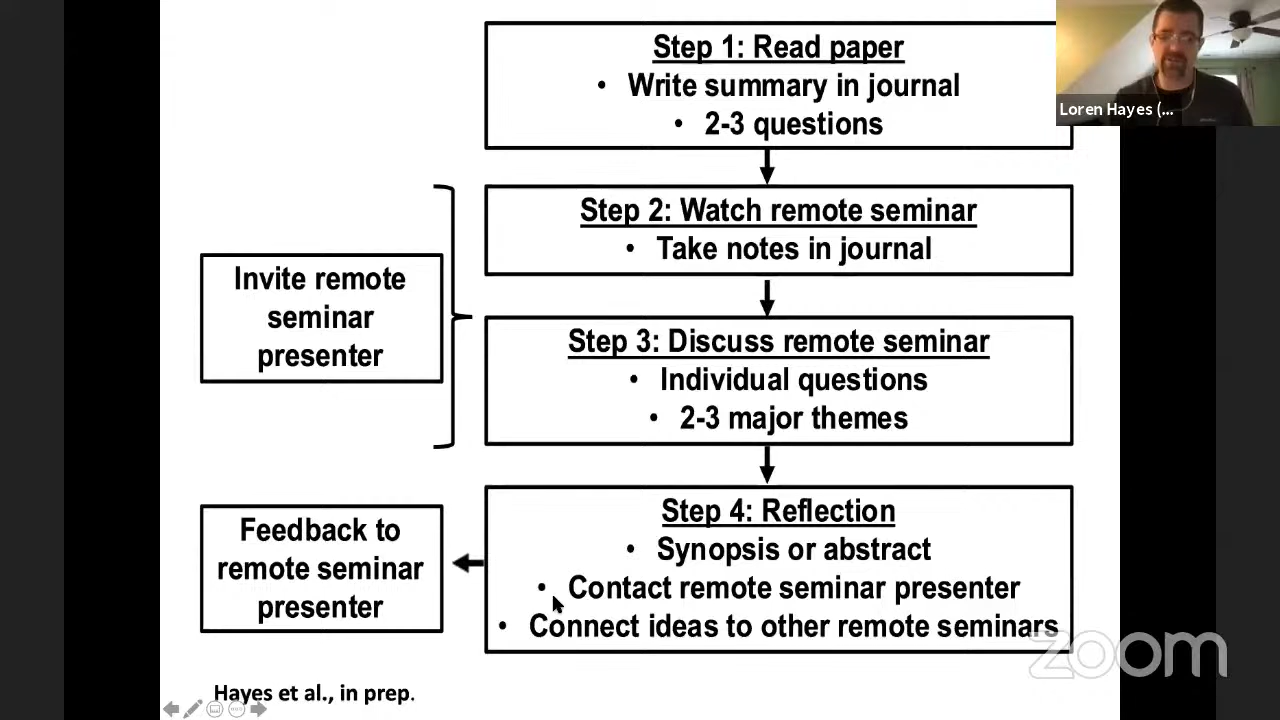 Step 1: Read paper
• Write summary in journal
• 2-3 questions
Loren Hayes (...
Step 2: Watch remote seminar
• Take notes in journal
Invite remote
seminar
presenter
Step 3: Discuss remote seminar
• Individual questions
• 2-3 major themes
Step 4: Reflection
• Synopsis or abstract
• Contact remote seminar presenter
• Connect ideas to other remote seminars
Feedback to
remote seminar
presenter
zoom
Hayes et al., in prep.